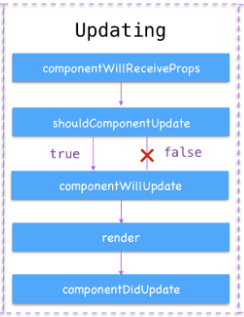 Updating
componentWillReceiveProps
shouldComponentUpdate
true
false
componentWillUpdate
render
componentDidUpdate